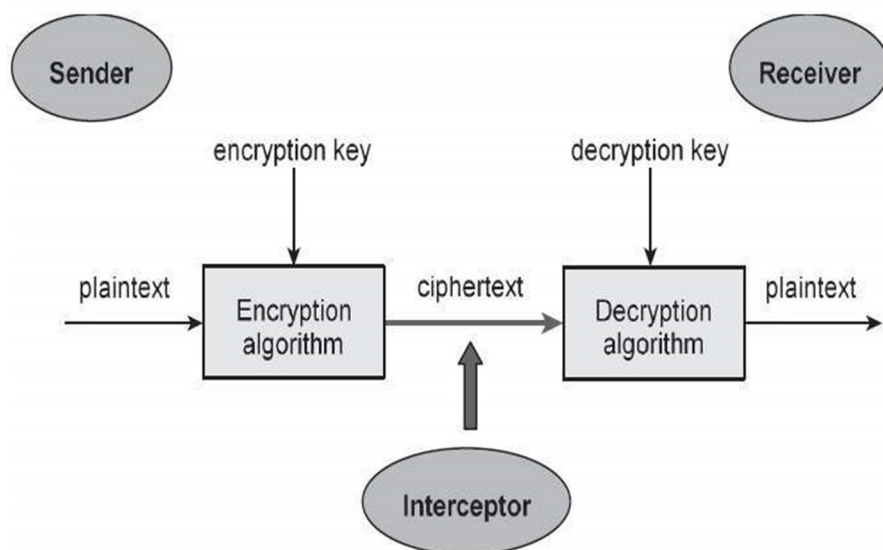 Sender
Receiver
encryption key
decryption key
plaintext
Encryption
algorithm
ciphertext
Decryption
algorithm
plaintext
Interceptor